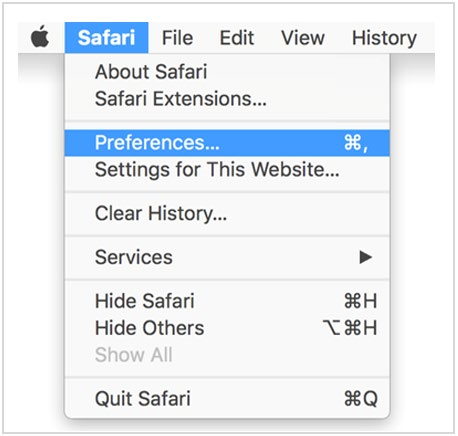 Safari File Edit View History
About Safari
Safari Extensions...
Preferences... ⌘,
Settings for This Website...
Clear History...
Services ▶
Hide Safari ⌘H
Hide Others ⌥⌘H
Show All
Quit Safari ⌘Q